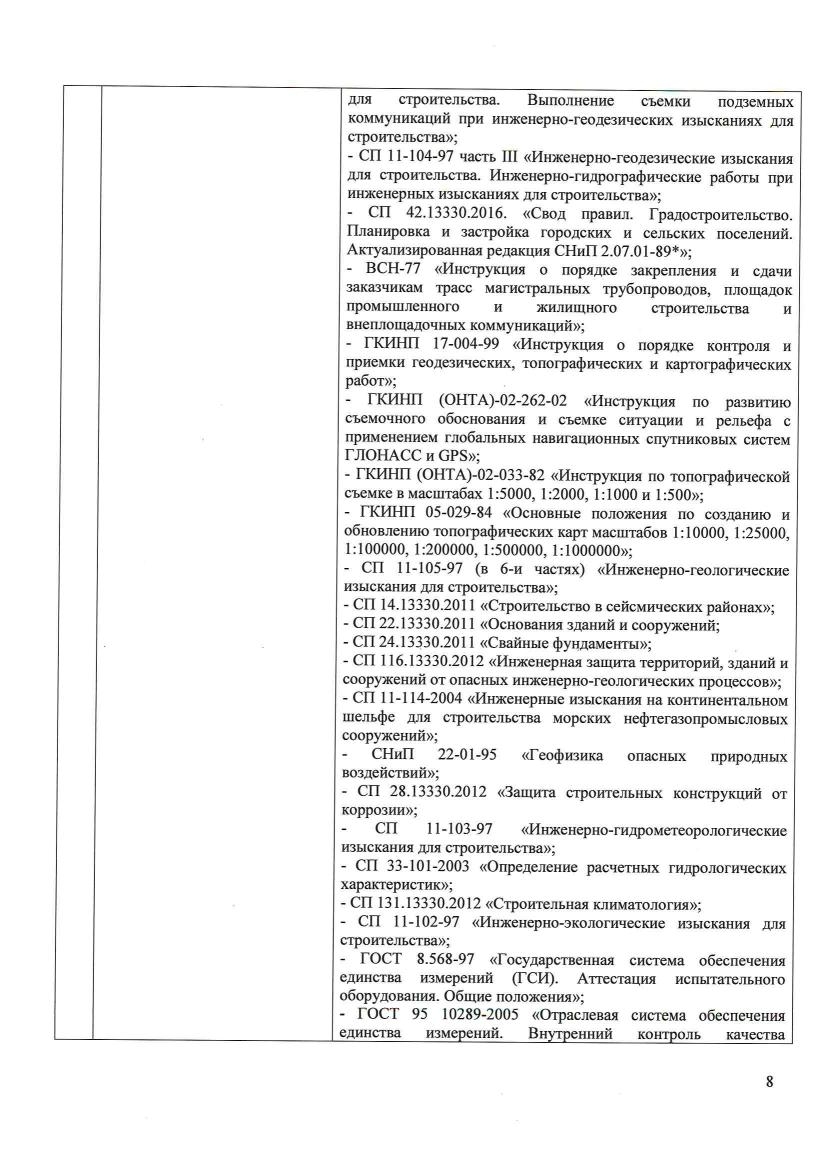 для строительства. Выполнение съемки подземных
коммуникаций при инженерно-геодезических изысканиях для
строительства»;
- СП 11-104-97 часть III «Инженерно-геодезические изыскания
для строительства. Инженерно-гидрографические работы при
инженерных изысканиях для строительства»;
- СП 42.13330.2016. «Свод правил. Градостроительство.
Планировка и застройка городских и сельских поселений.
Актуализированная редакция СНиП 2.07.01-89*»;
- ВСН-77 «Инструкция о порядке закрепления и сдачи
заказчикам трасс магистральных трубопроводов, площадок
промышленного и жилищного строительства и
внеплощадочных коммуникаций»;
- ГКИНП 17-004-99 «Инструкция о порядке контроля и
приемки геодезических, топографических и картографических
работ»;
- ГКИНП (ОНТА)-02-262-02 «Инструкция по развитию
съемочного обоснования и съемке ситуации и рельефа с
применением глобальных навигационных спутниковых систем
ГЛОНАСС и GPS»;
- ГКИНП (ОНТА)-02-033-82 «Инструкция по топографической
съемке в масштабах 1:5000, 1:2000, 1:1000 и 1:500»;
- ГКИНП 05-029-84 «Основные положения по созданию и
обновлению топографических карт масштабов 1:10000, 1:25000,
1:100000, 1:200000, 1:500000, 1:1000000»;
- СП 11-105-97 (в 6-и частях) «Инженерно-геологические
изыскания для строительства»;
- СП 14.13330.2011 «Строительство в сейсмических районах»;
- СП 22.13330.2011 «Основания зданий и сооружений;
- СП 24.13330.2011 «Свайные фундаменты»;
- СП 116.13330.2012 «Инженерная защита территорий, зданий и
сооружений от опасных инженерно-геологических процессов»;
- СП 11-114-2004 «Инженерные изыскания на континентальном
шельфе для строительства морских нефтегазопромысловых
сооружений»;
- СНиП 22-01-95 «Геофизика опасных природных
воздействий»;
- СП 28.13330.2012 «Защита строительных конструкций от
коррозии»;
- СП 11-103-97 «Инженерно-гидрометеорологические
изыскания для строительства»;
- СП 33-101-2003 «Определение расчетных гидрологических
характеристик»;
- СП 131.13330.2012 «Строительная климатология»;
- СП 11-102-97 «Инженерно-экологические изыскания для
строительства»;
- ГОСТ 8.568-97 «Государственная система обеспечения
единства измерений (ГСИ). Аттестация испытательного
оборудования. Общие положения»;
- ГОСТ 95 10289-2005 «Отраслевая система обеспечения
единства измерений. Внутренний контроль качества
8